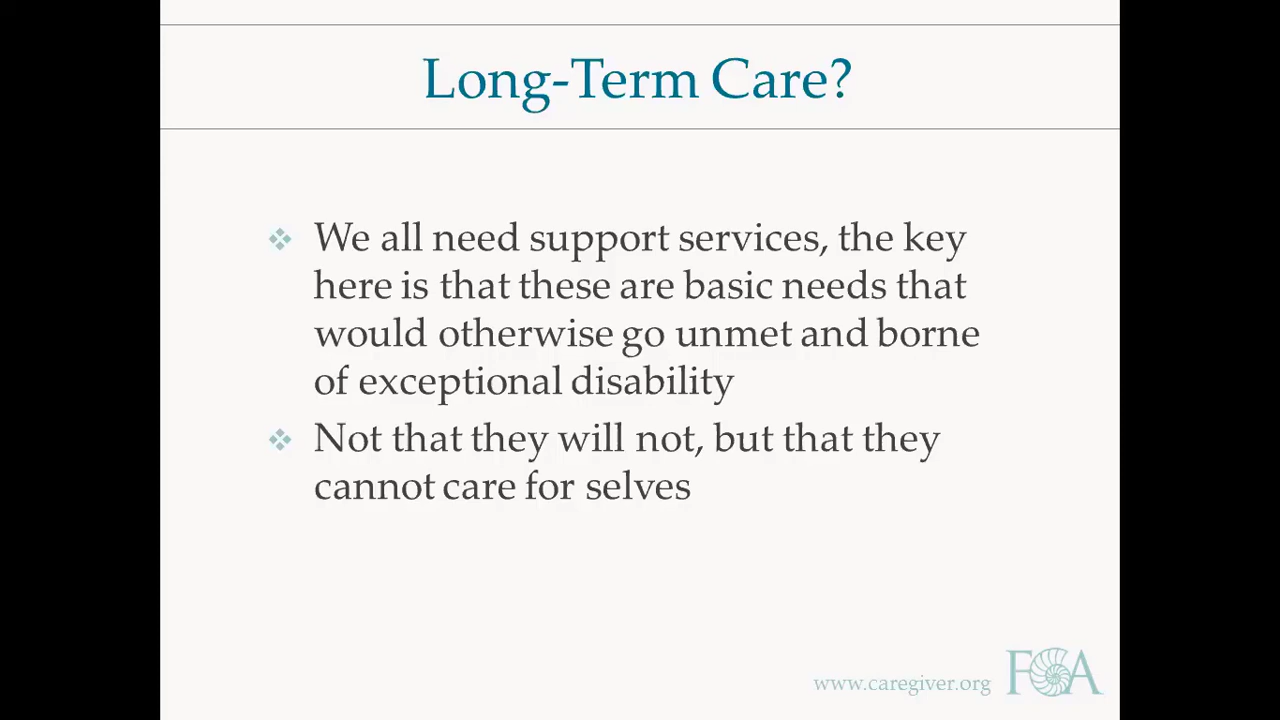 Long-Term Care?
We all need support services, the key
here is that these are basic needs that
would otherwise go unmet and borne
of exceptional disability
Not that they will not, but that they
cannot care for selves
www.caregiver.org FCA